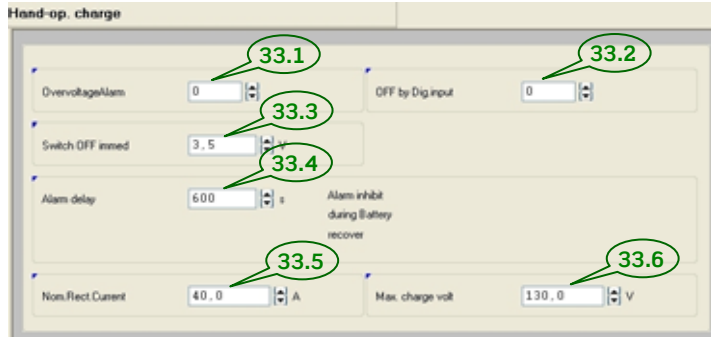 Hand-op. charge
33.1
33.2
OvervoltageAlarm 0
OFF by Dig.input 0
33.3
Switch OFF immed 3,5 V
33.4
Alarm delay 600 s
Alarm inhibit
during Battery
recover
33.5
33.6
Nom.Rect.Current 40,0 A
Max. charge volt 130,0 V